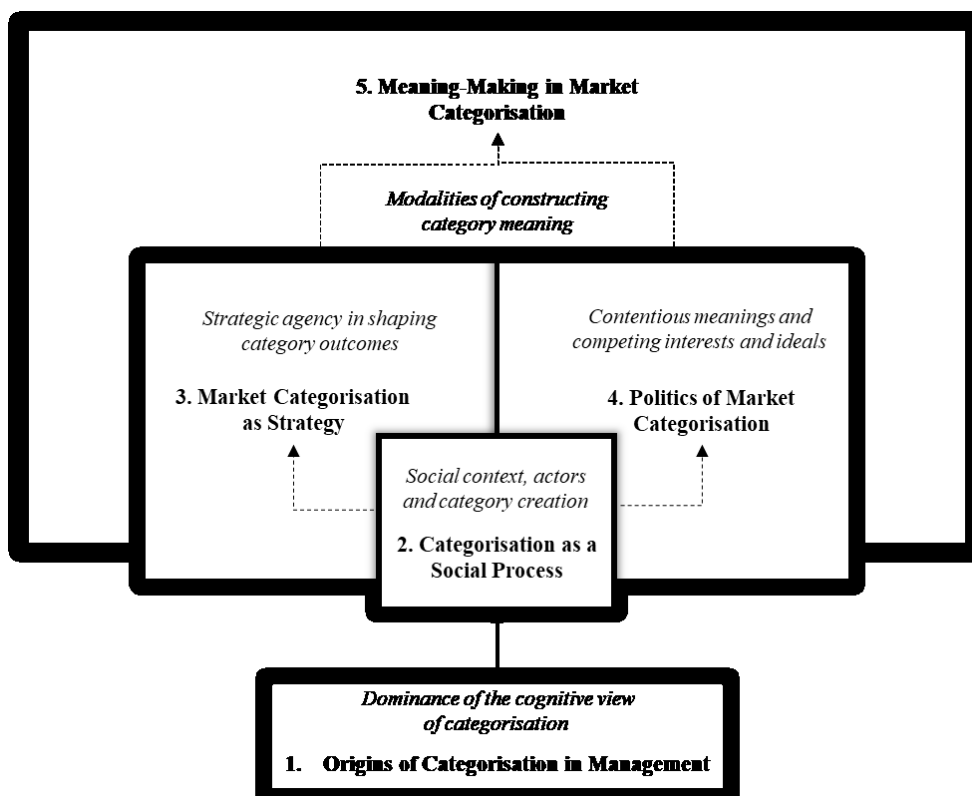 5. Meaning-Making in Market
Categorisation
Modalities of constructing
category meaning
Strategic agency in shaping
category outcomes
3. Market Categorisation
as Strategy
Contentious meanings and
competing interests and ideals
4. Politics of Market
Categorisation
Social context, actors
and category creation
2. Categorisation as a
Social Process
Dominance of the cognitive view
of categorisation
1. Origins of Categorisation in Management